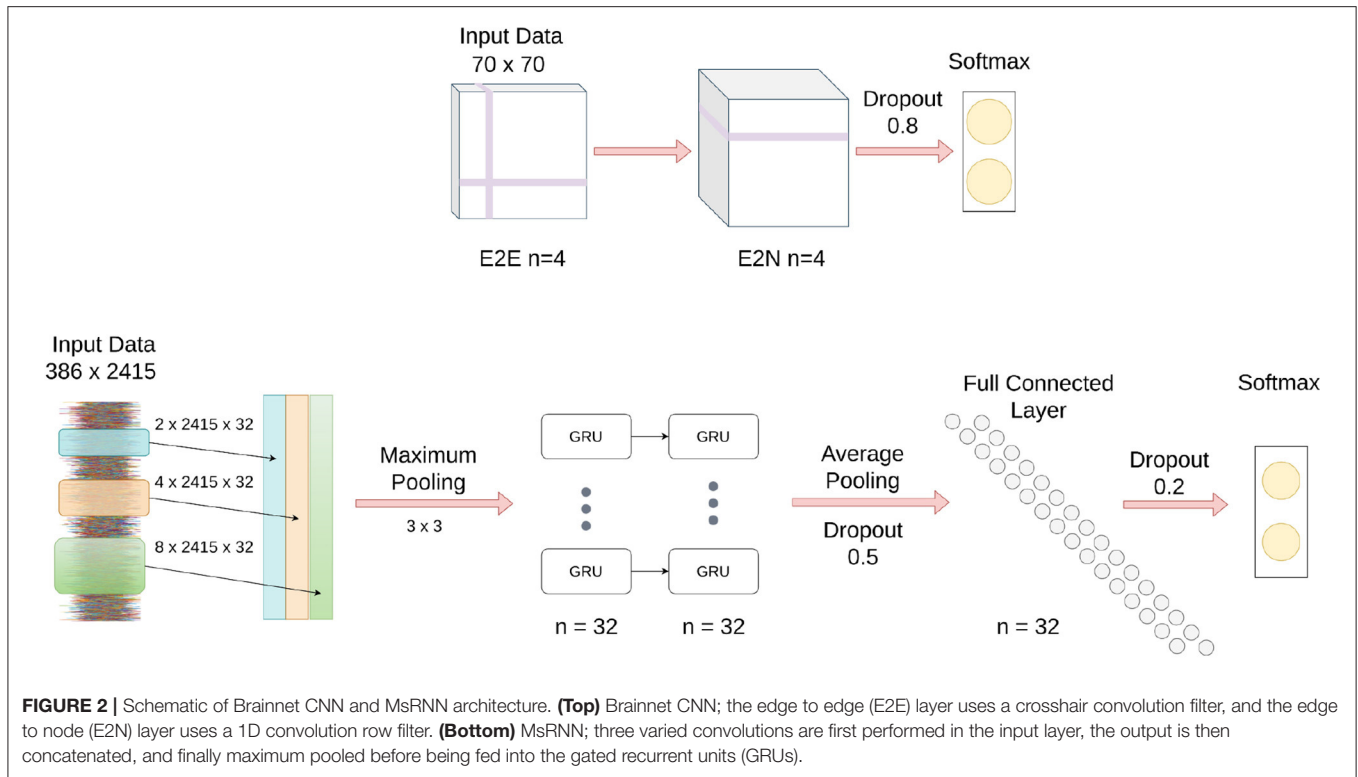 Input Data
70 x 70
Softmax
Dropout
0.8
E2E n=4
E2N n=4
Input Data
386 x 2415
2 x 2415 x 32
4 x 2415 x 32
8 x 2415 x 32
Maximum
Pooling
3 x 3
GRU
GRU
GRU
GRU
n = 32
n = 32
Average
Pooling
Dropout
0.5
Full Connected
Layer
n = 32
Dropout
0.2
Softmax
FIGURE 2 | Schematic of Brainnet CNN and MsRNN architecture. (Top) Brainnet CNN; the edge to edge (E2E) layer uses a crosshair convolution filter, and the edge
to node (E2N) layer uses a 1D convolution row filter. (Bottom) MsRNN; three varied convolutions are first performed in the input layer, the output is then
concatenated, and finally maximum pooled before being fed into the gated recurrent units (GRUs).